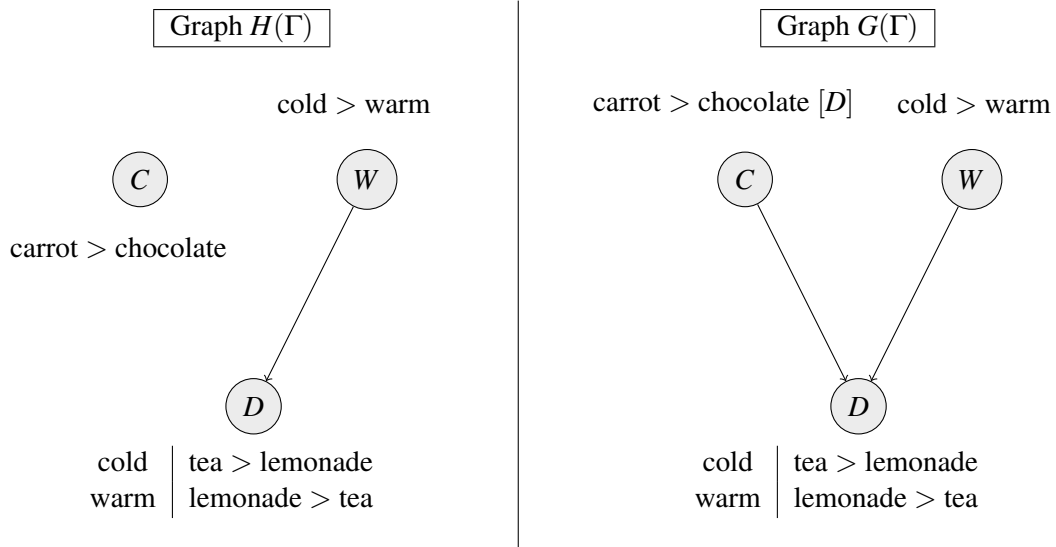 Graph H(Γ)
cold > warm
C
W
carrot > chocolate
D
cold | tea > lemonade
warm | lemonade > tea
Graph G(Γ)
carrot > chocolate [D]
cold > warm
C
W
D
cold | tea > lemonade
warm | lemonade > tea